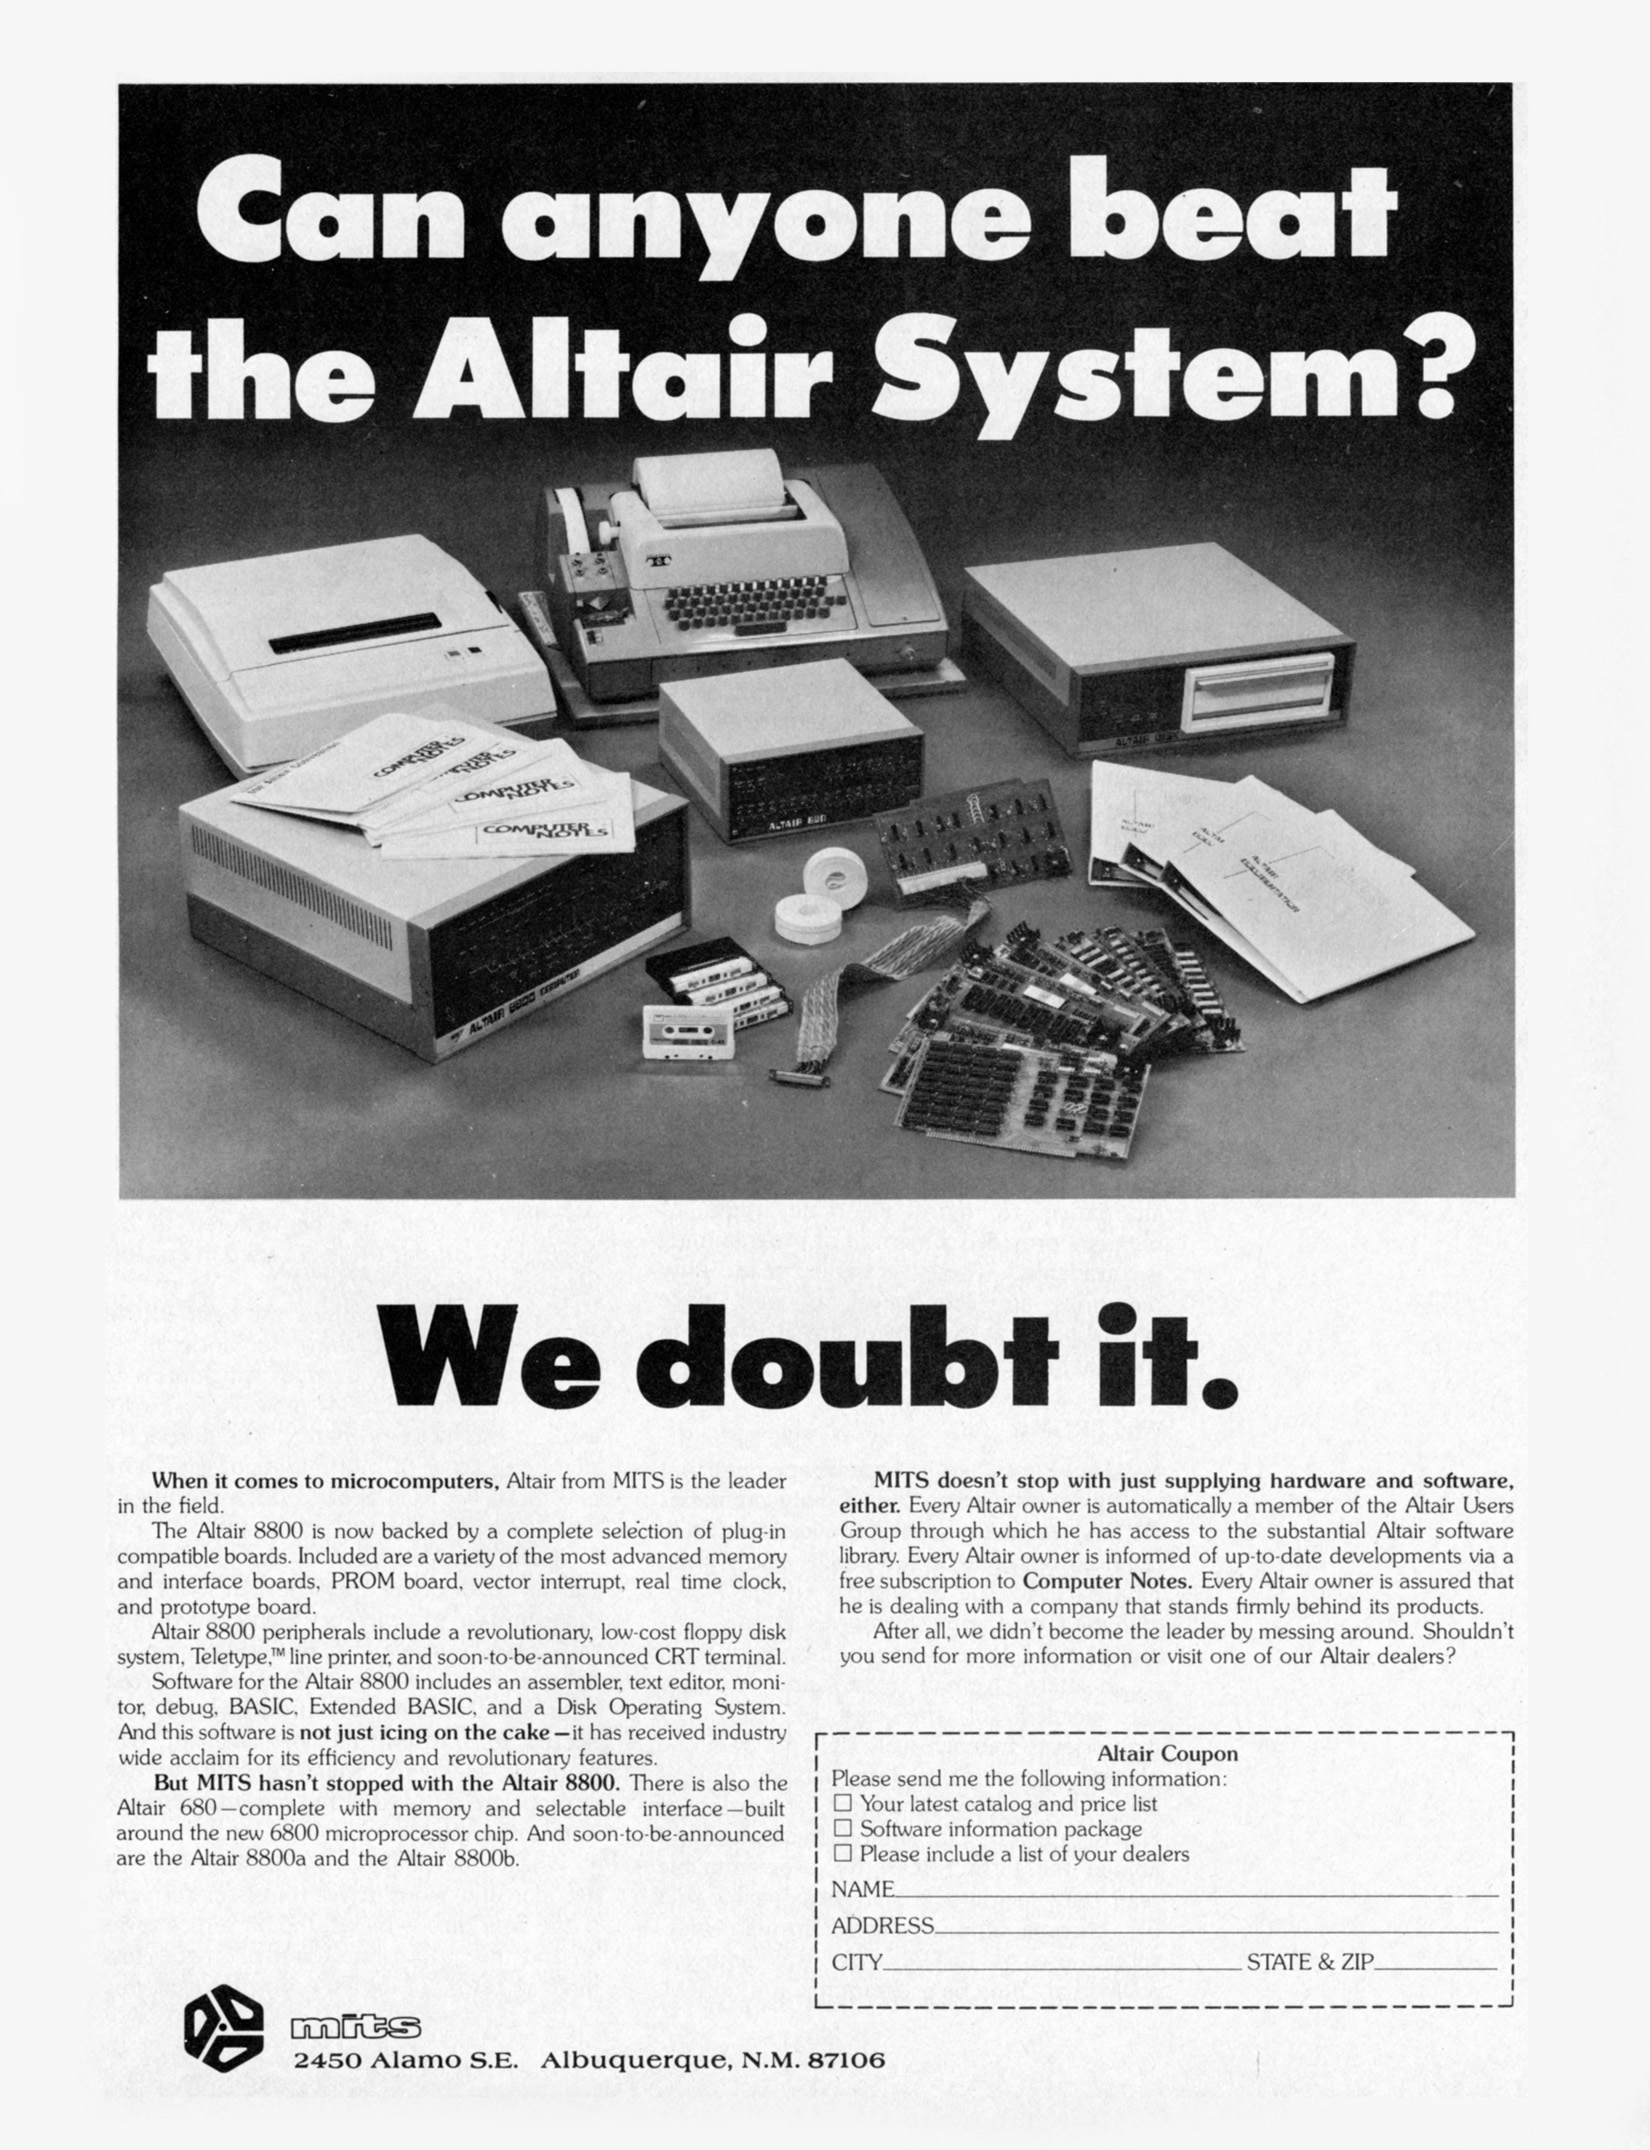 Can anyone beat
the Altair System?
COMPUTER
NOTES
COMPUTER
NOTES
COMPUTER
NOTES
COMPUTER
NOTES
ALTAIR 680
ALTAIR
DOCUMENTATION
ALTAIR 8800 COMPUTER
We doubt it.
When it comes to microcomputers, Altair from MITS is the leader
in the field.
The Altair 8800 is now backed by a complete selection of plug-in
compatible boards. Included are a variety of the most advanced memory
and interface boards, PROM board, vector interrupt, real time clock,
and prototype board.
Altair 8800 peripherals include a revolutionary, low-cost floppy disk
system, Teletype,™ line printer, and soon-to-be-announced CRT terminal.
Software for the Altair 8800 includes an assembler, text editor, moni-
tor, debug, BASIC, Extended BASIC, and a Disk Operating System.
And this software is not just icing on the cake—it has received industry
wide acclaim for its efficiency and revolutionary features.
But MITS hasn't stopped with the Altair 8800. There is also the
Altair 680—complete with memory and selectable interface—built
around the new 6800 microprocessor chip. And soon-to-be-announced
are the Altair 8800a and the Altair 8800b.
MITS doesn't stop with just supplying hardware and software,
either. Every Altair owner is automatically a member of the Altair Users
Group through which he has access to the substantial Altair software
library. Every Altair owner is informed of up-to-date developments via a
free subscription to Computer Notes. Every Altair owner is assured that
he is dealing with a company that stands firmly behind its products.
After all, we didn't become the leader by messing around. Shouldn't
you send for more information or visit one of our Altair dealers?
Altair Coupon
Please send me the following information:
☐ Your latest catalog and price list
☐ Software information package
☐ Please include a list of your dealers
NAME
ADDRESS
CITY STATE & ZIP
mits
2450 Alamo S.E. Albuquerque, N.M. 87106